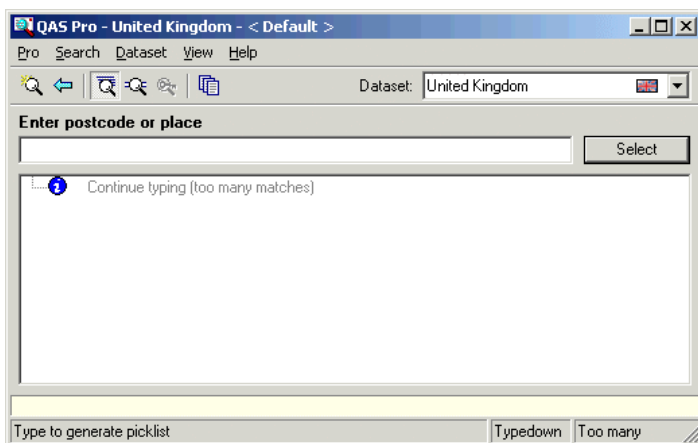 QAS Pro - United Kingdom - < Default >
Pro Search Dataset View Help
Dataset: United Kingdom
Enter postcode or place
Select
Continue typing (too many matches)
Type to generate picklist Typedown Too many